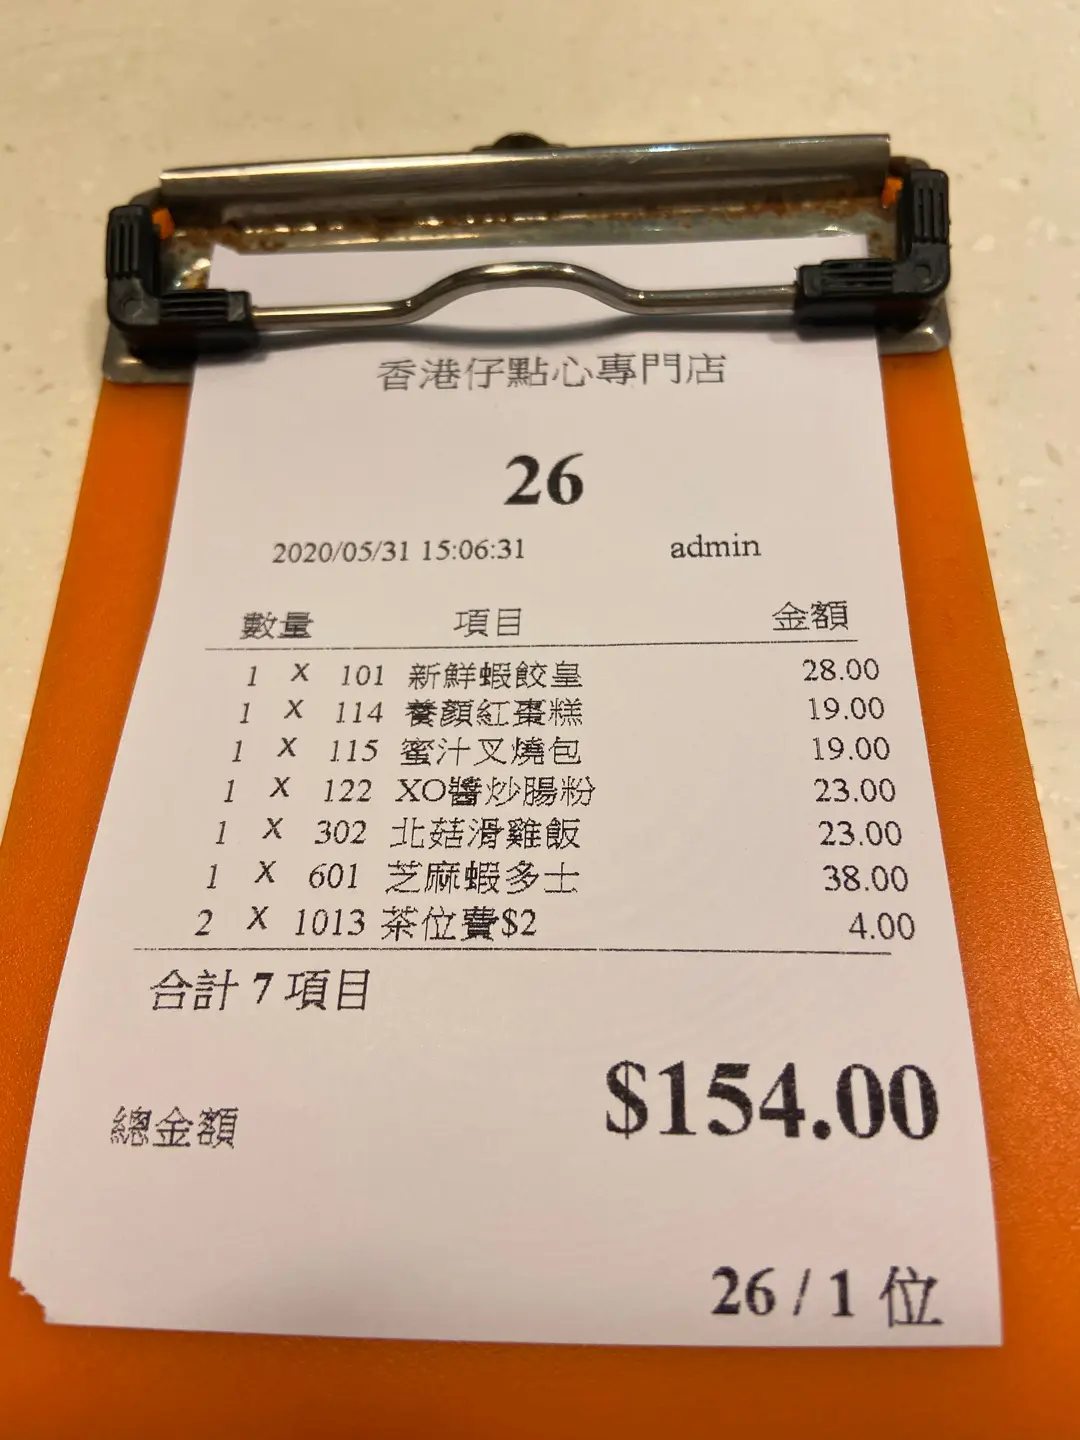 香港仔點心專門店
26
2020/05/31 15:06:31 admin
數量 項目 金額
1 X 101 新鮮蝦餃皇 28.00
1 X 114 養顏紅棗糕 19.00
1 X 115 蜜汁叉燒包 19.00
1 X 122 XO醬炒腸粉 23.00
1 X 302 北菇滑雞飯 23.00
1 X 601 芝麻蝦多士 38.00
2 X 1013 茶位費$2 4.00
合計 7 項目
總金額 $154.00
26 / 1 位